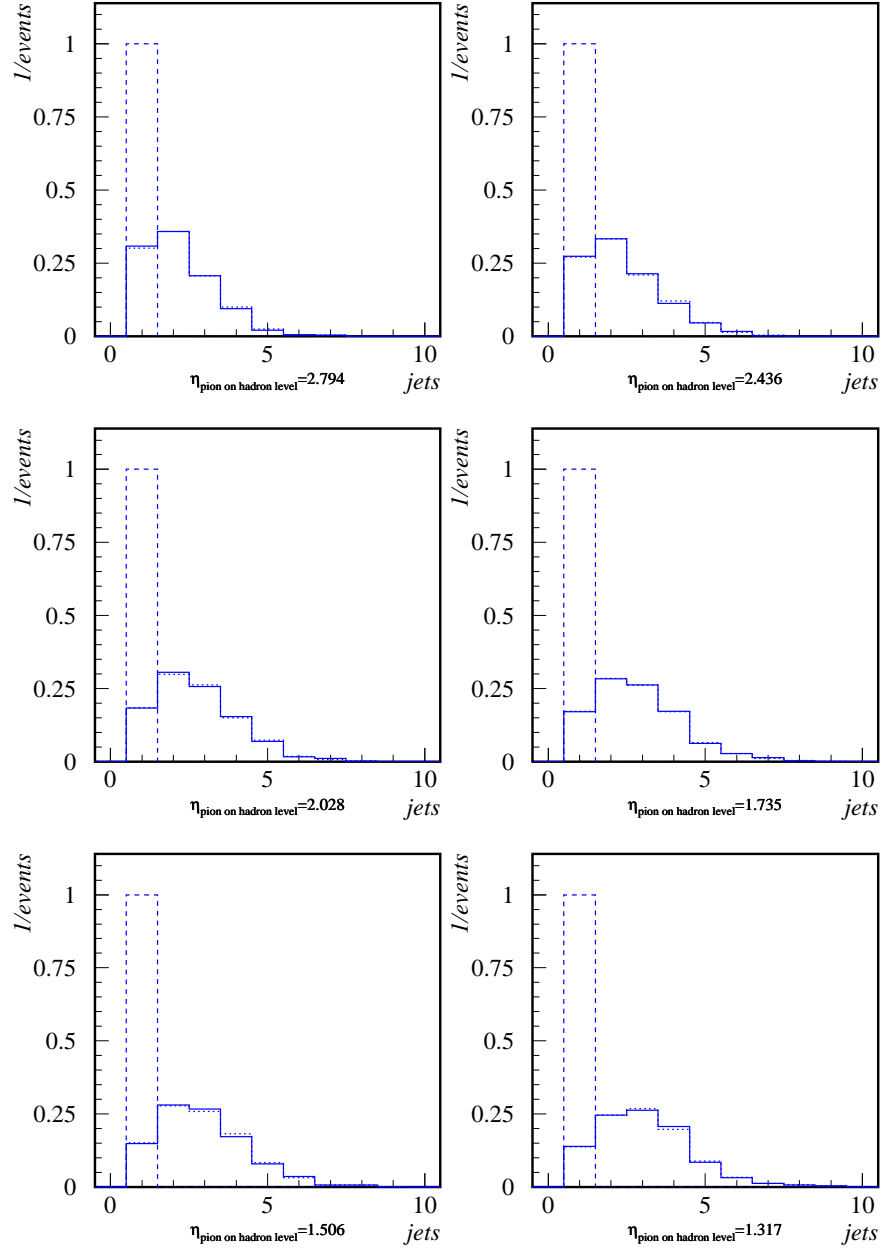 1/events 1/events
1 1
0.75 0.75
0.5 0.5
0.25 0.25
0 0
0 5 10 0 5 10
ηpion on hadron level=2.794 jets ηpion on hadron level=2.436 jets
1/events 1/events
1 1
0.75 0.75
0.5 0.5
0.25 0.25
0 0
0 5 10 0 5 10
ηpion on hadron level=2.028 jets ηpion on hadron level=1.735 jets
1/events 1/events
1 1
0.75 0.75
0.5 0.5
0.25 0.25
0 0
0 5 10 0 5 10
ηpion on hadron level=1.506 jets ηpion on hadron level=1.317 jets